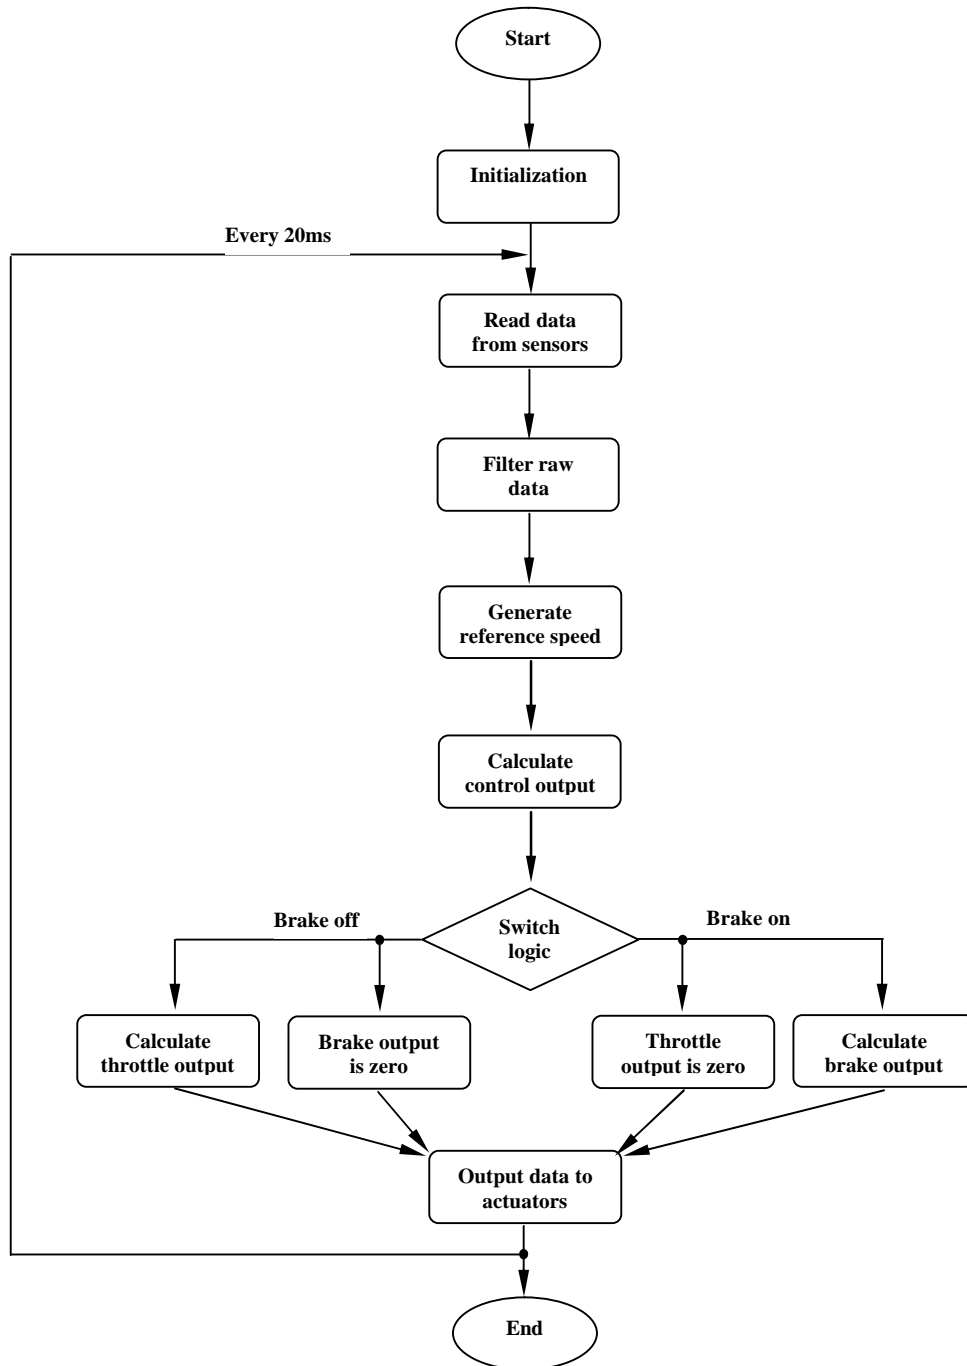 Start
Initialization
Every 20ms
Read data
from sensors
Filter raw
data
Generate
reference speed
Calculate
control output
Brake off
Switch
logic
Brake on
Calculate
throttle output
Brake output
is zero
Throttle
output is zero
Calculate
brake output
Output data to
actuators
End